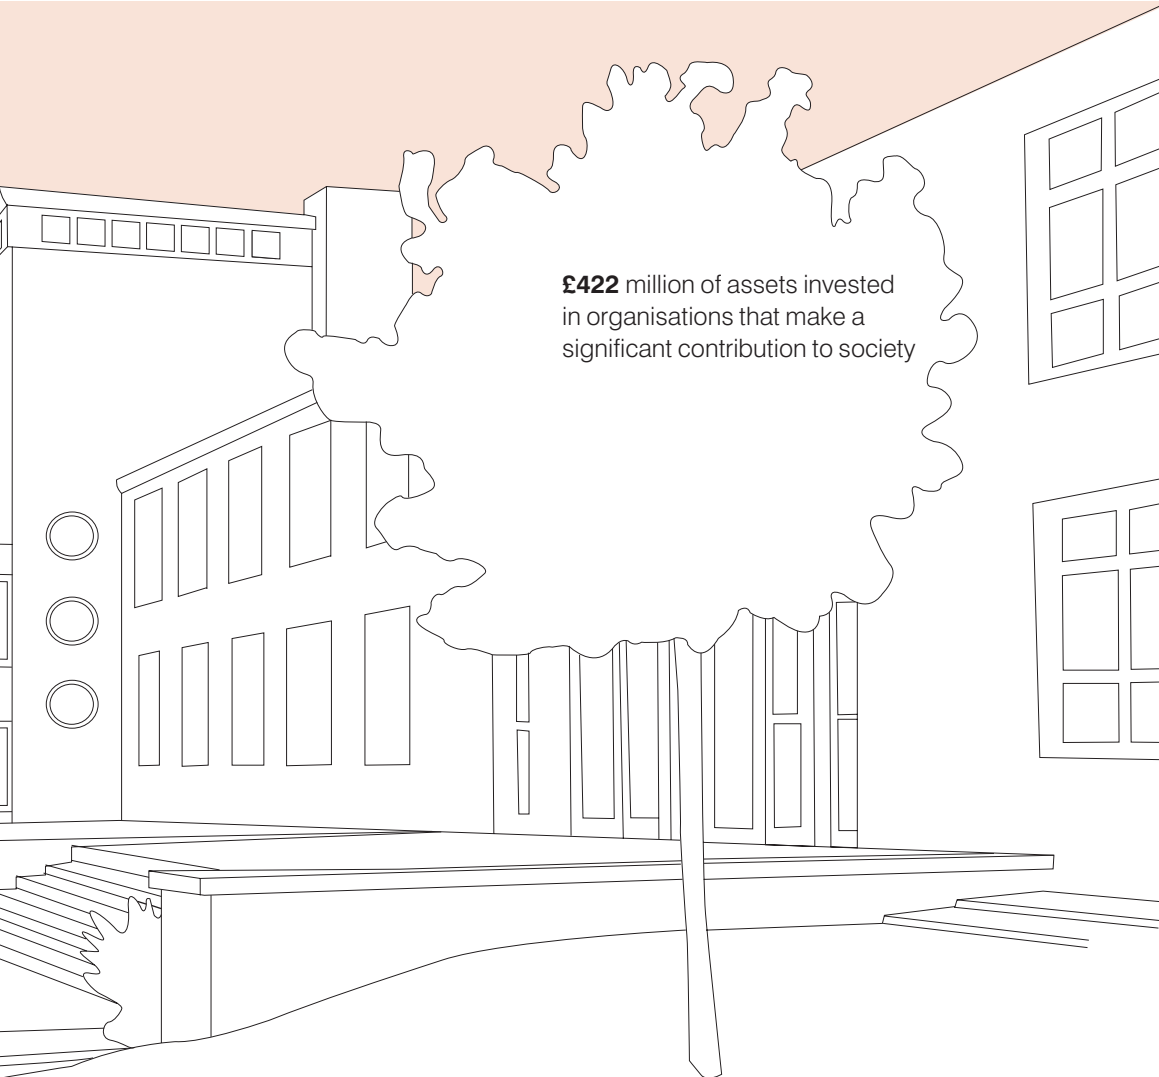 £422 million of assets invested
in organisations that make a
significant contribution to society